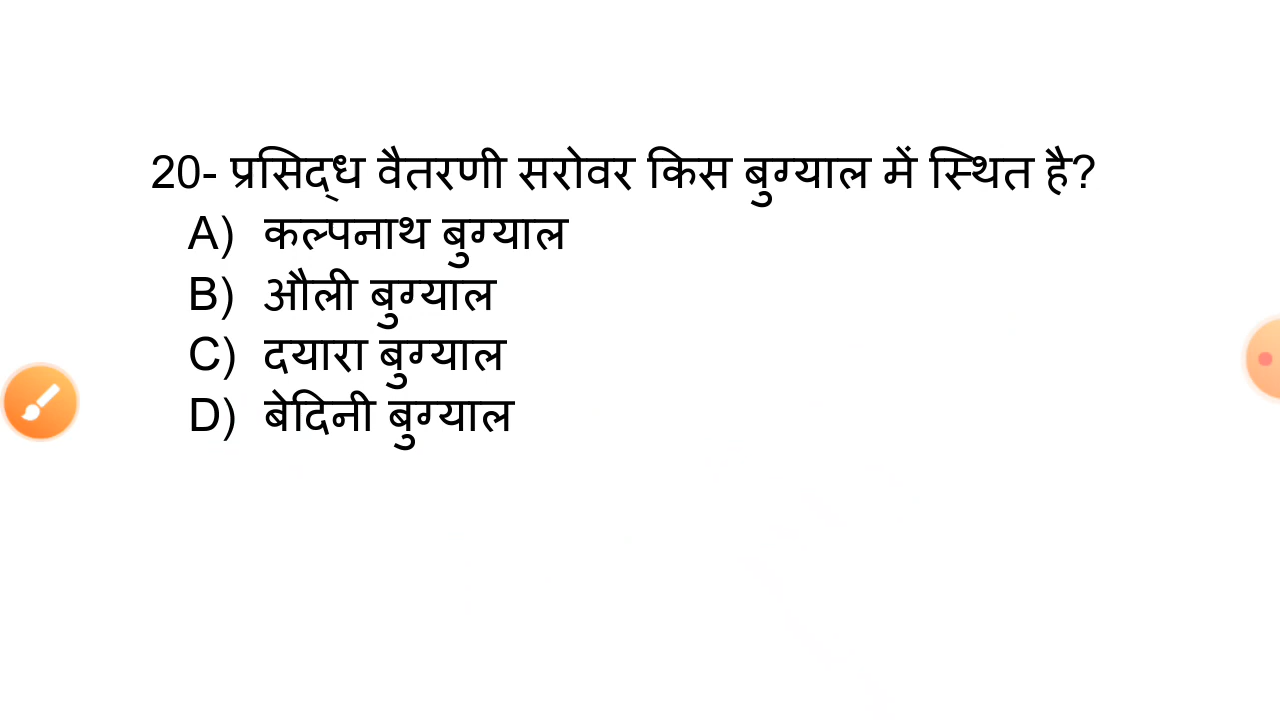 20- प्रसिद्ध वैतरणी सरोवर किस बुग्याल में स्थित है?
A) कल्पनाथ बुग्याल
B) औली बुग्याल
C) दयारा बुग्याल
D) बेदिनी बुग्याल